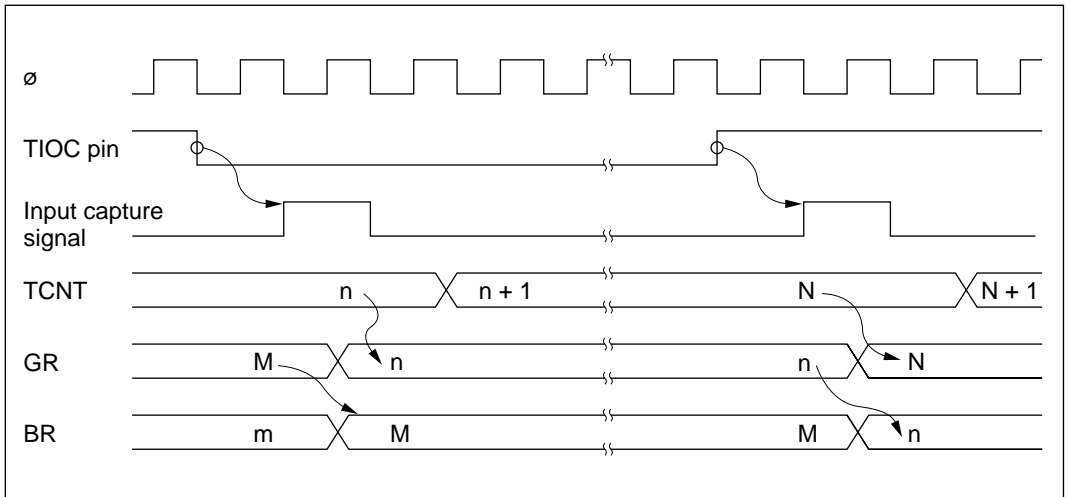 ø
TIOC pin
Input capture
signal
TCNT n n + 1 N N + 1
GR M n n N
BR m M M n